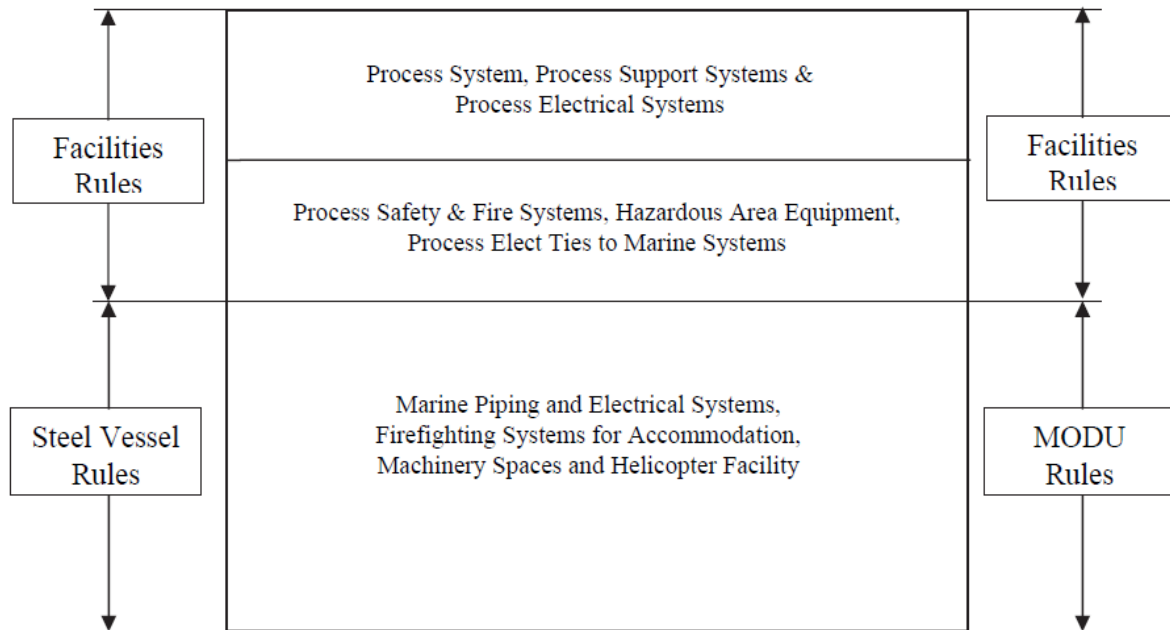 Process System, Process Support Systems &
Process Electrical Systems
Facilities
Rules
Facilities
Rules
Process Safety & Fire Systems, Hazardous Area Equipment,
Process Elect Ties to Marine Systems
Marine Piping and Electrical Systems,
Firefighting Systems for Accommodation,
Machinery Spaces and Helicopter Facility
Steel Vessel
Rules
MODU
Rules